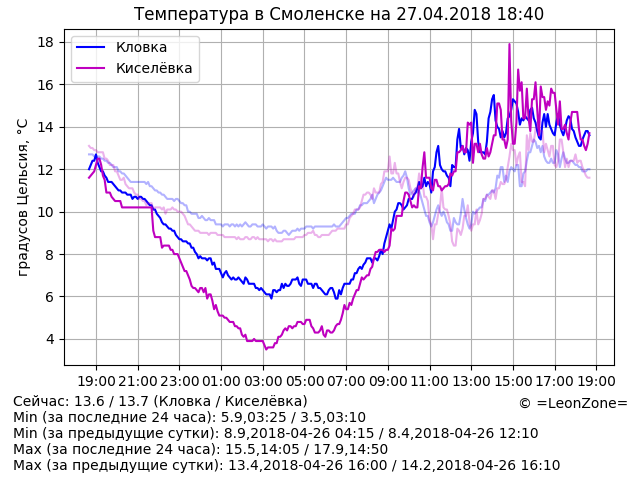 Температура в Смоленске на 27.04.2018 18:40
18
16
14
12
10
8
6
4
градусов Цельсия, °C
Кловка
Киселёвка
19:00 21:00 23:00 01:00 03:00 05:00 07:00 09:00 11:00 13:00 15:00 17:00 19:00
Сейчас: 13.6 / 13.7 (Кловка / Киселёвка)
© =LeonZone=
Min (за последние 24 часа): 5.9,03:25 / 3.5,03:10
Min (за предыдущие сутки): 8.9,2018-04-26 04:15 / 8.4,2018-04-26 12:10
Max (за последние 24 часа): 15.5,14:05 / 17.9,14:50
Max (за предыдущие сутки): 13.4,2018-04-26 16:00 / 14.2,2018-04-26 16:10